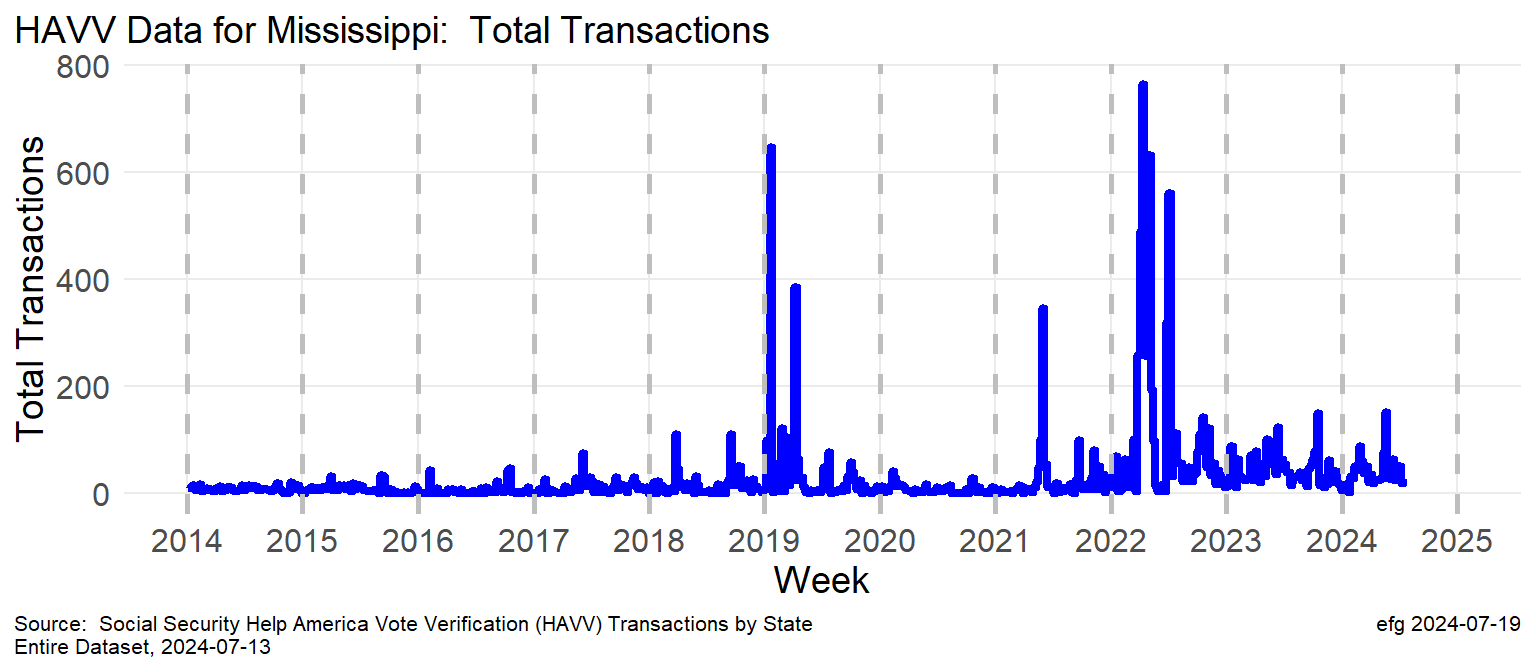 HAVV Data for Mississippi:  Total Transactions
Total Transactions
800
600
400
200
0
2014 2015 2016 2017 2018 2019 2020 2021 2022 2023 2024 2025
Week
Source:  Social Security Help America Vote Verification (HAVV) Transactions by State
Entire Dataset, 2024-07-13
efg 2024-07-19